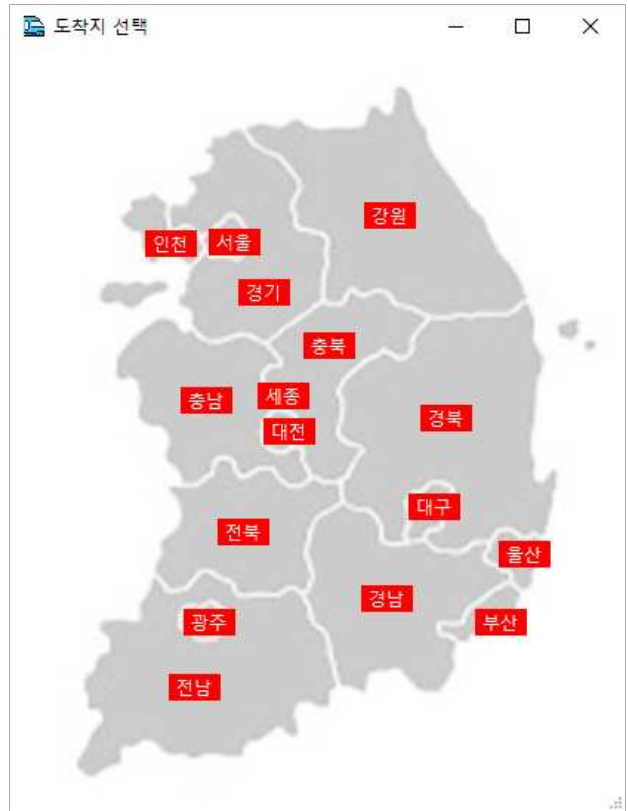 도착지 선택
강원
인천
서울
경기
충북
세종
충남
대전
경북
대구
전북
울산
경남
광주
부산
전남